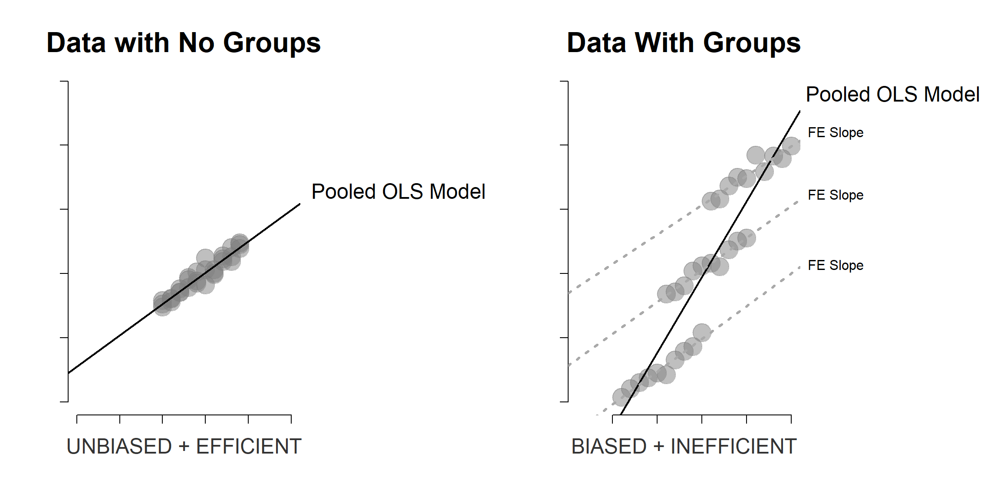 Data with No Groups
Pooled OLS Model
UNBIASED + EFFICIENT
Data With Groups
Pooled OLS Model
FE Slope
FE Slope
FE Slope
BIASED + INEFFICIENT